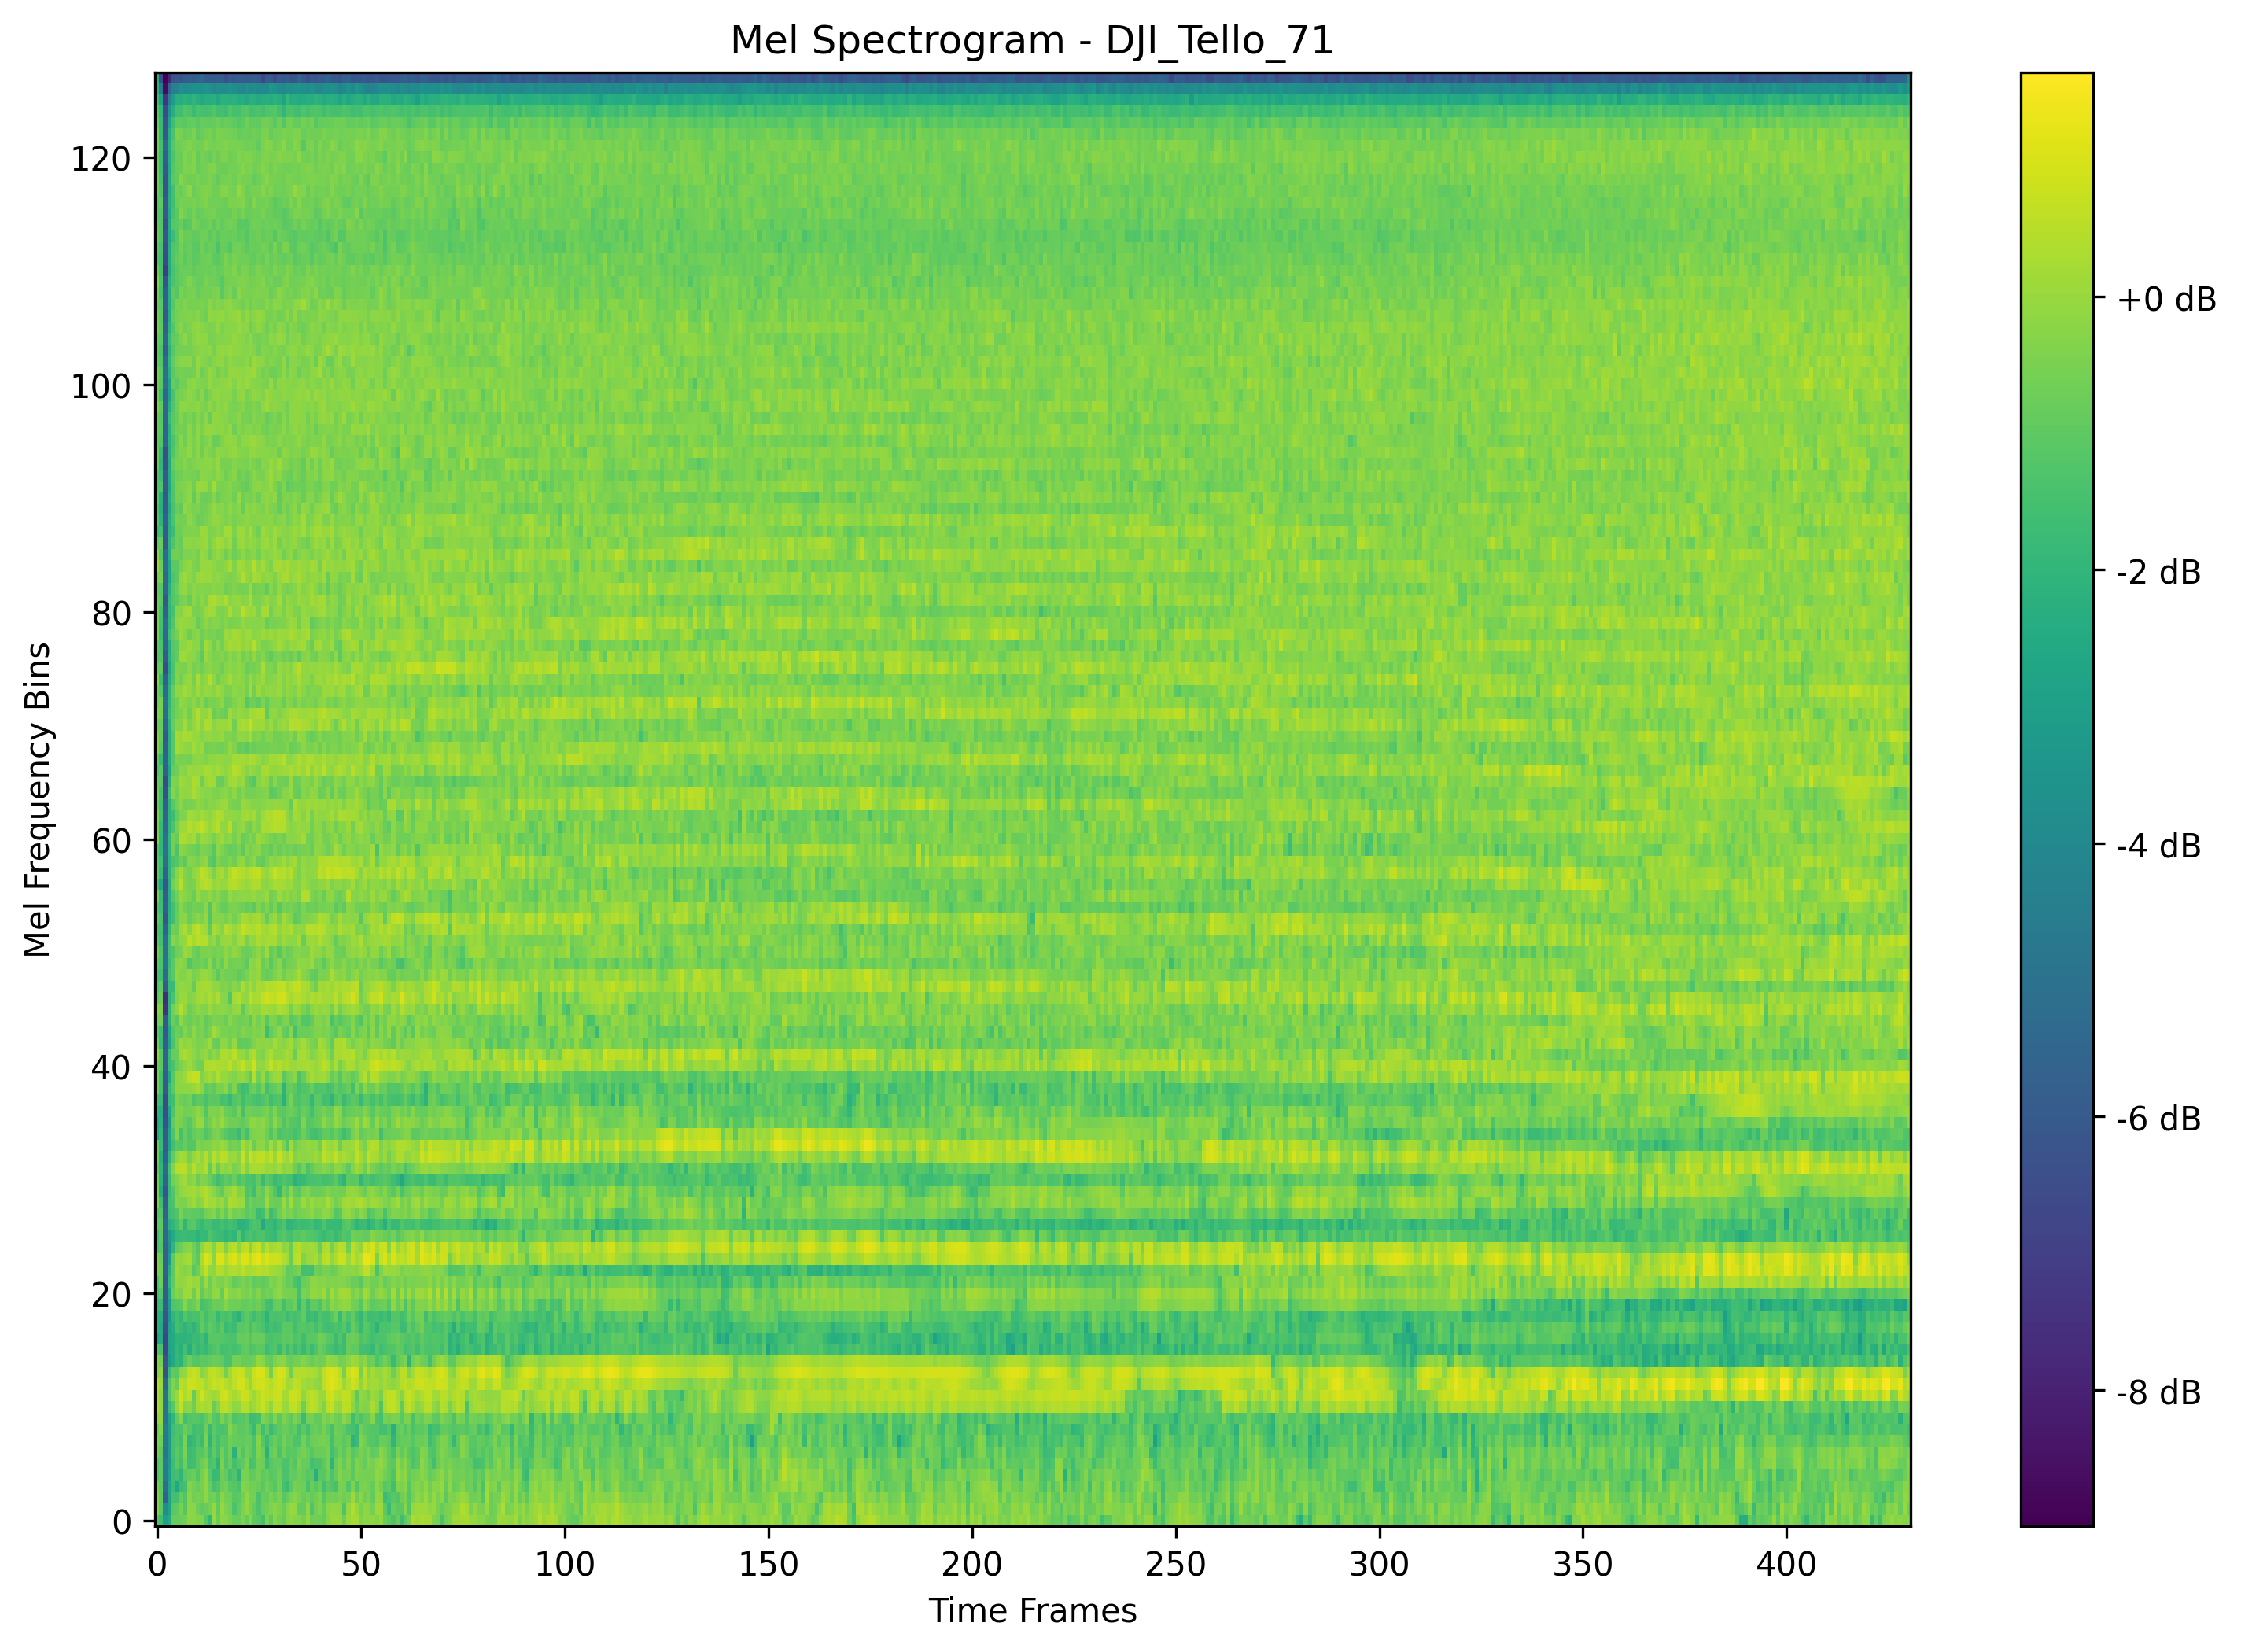 Mel Spectrogram - DJI_Tello_71
Mel Frequency Bins
120
100
80
60
40
20
0
0 50 100 150 200 250 300 350 400
Time Frames
+0 dB
-2 dB
-4 dB
-6 dB
-8 dB